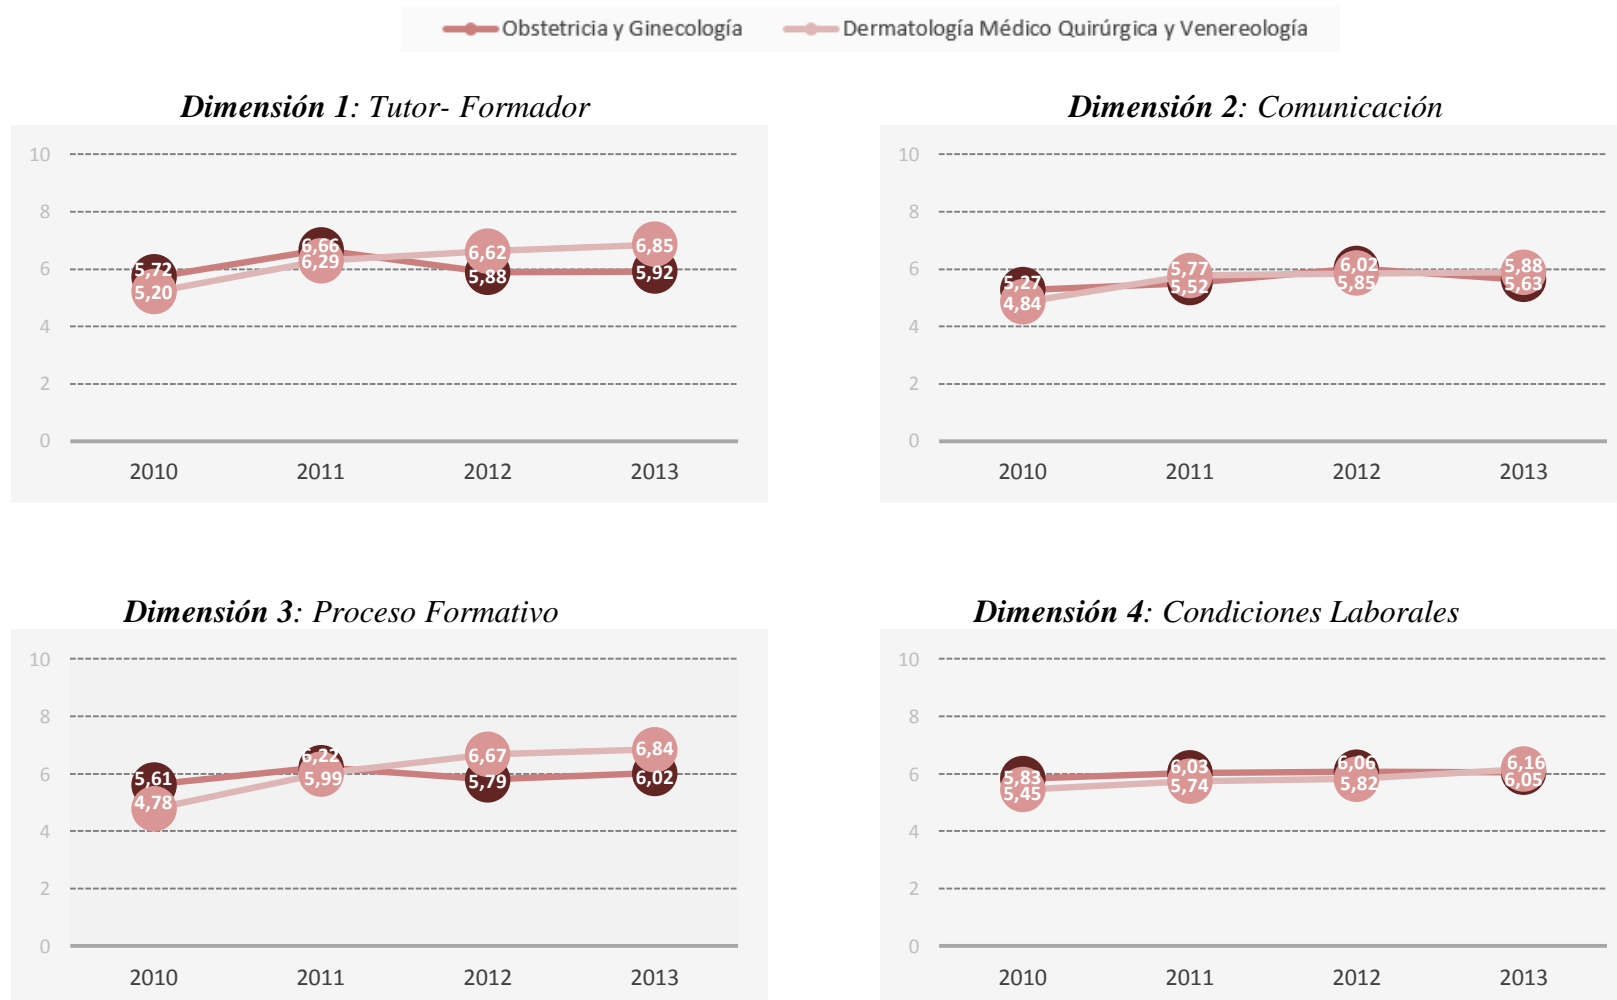 Obstetricia y Ginecología Dermatología Médico Quirúrgica y Venereología
Dimensión 1: Tutor- Formador
10
8
6
4
2
0
5,72 6,66 5,88 5,92
5,20 6,29 6,62 6,85
2010 2011 2012 2013
Dimensión 2: Comunicación
10
8
6
4
2
0
5,27 5,52 6,02 5,63
4,84 5,77 5,85 5,88
2010 2011 2012 2013
Dimensión 3: Proceso Formativo
10
8
6
4
2
0
5,61 6,22 5,79 6,02
4,78 5,99 6,67 6,84
2010 2011 2012 2013
Dimensión 4: Condiciones Laborales
10
8
6
4
2
0
5,83 6,03 6,06 6,05
5,45 5,74 5,82 6,16
2010 2011 2012 2013